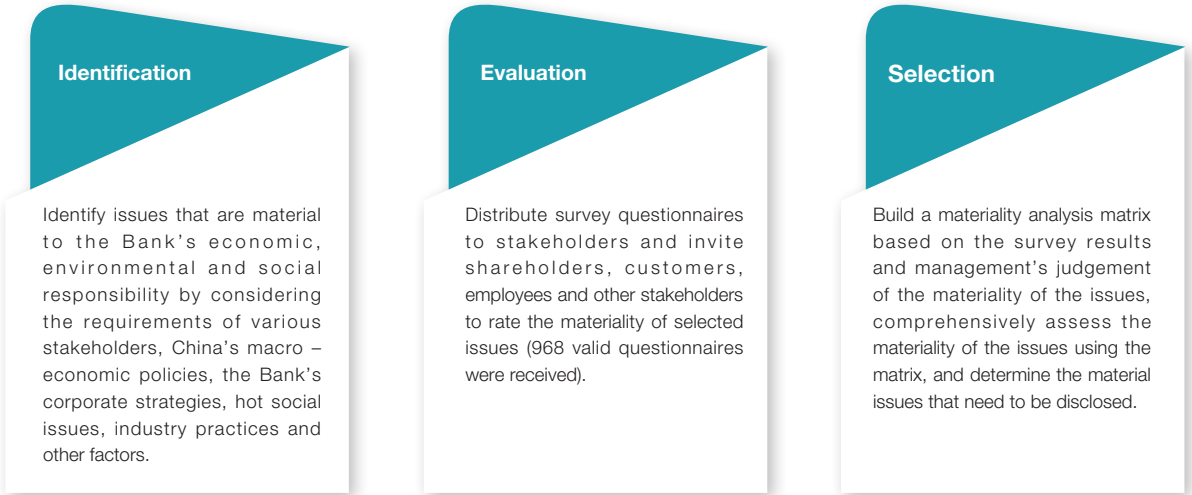 Identification
Identify issues that are material
to the Bank's economic,
environmental and social
responsibility by considering
the requirements of various
stakeholders, China's macro –
economic policies, the Bank's
corporate strategies, hot social
issues, industry practices and
other factors.
Evaluation
Distribute survey questionnaires
to stakeholders and invite
shareholders, customers,
employees and other stakeholders
to rate the materiality of selected
issues (968 valid questionnaires
were received).
Selection
Build a materiality analysis matrix
based on the survey results
and management's judgement
of the materiality of the issues,
comprehensively assess the
materiality of the issues using the
matrix, and determine the material
issues that need to be disclosed.